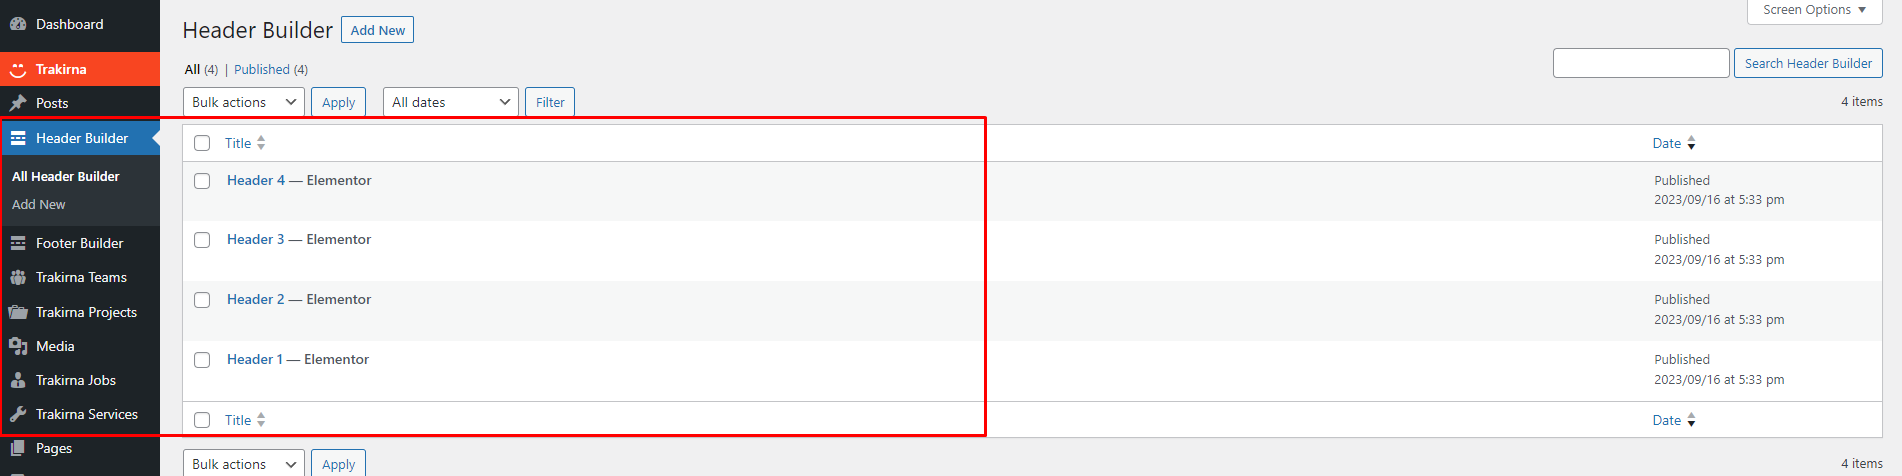 Dashboard
Trakirna
Posts
Header Builder
All Header Builder
Add New
Footer Builder
Trakirna Teams
Trakirna Projects
Media
Trakirna Jobs
Trakirna Services
Pages
Screen Options
Header Builder Add New
All (4) | Published (4)
Search Header Builder
Bulk actions Apply All dates Filter
4 items
Title Date
Header 4 — Elementor Published
2023/09/16 at 5:33 pm
Header 3 — Elementor Published
2023/09/16 at 5:33 pm
Header 2 — Elementor Published
2023/09/16 at 5:33 pm
Header 1 — Elementor Published
2023/09/16 at 5:33 pm
Title Date
Bulk actions Apply
4 items